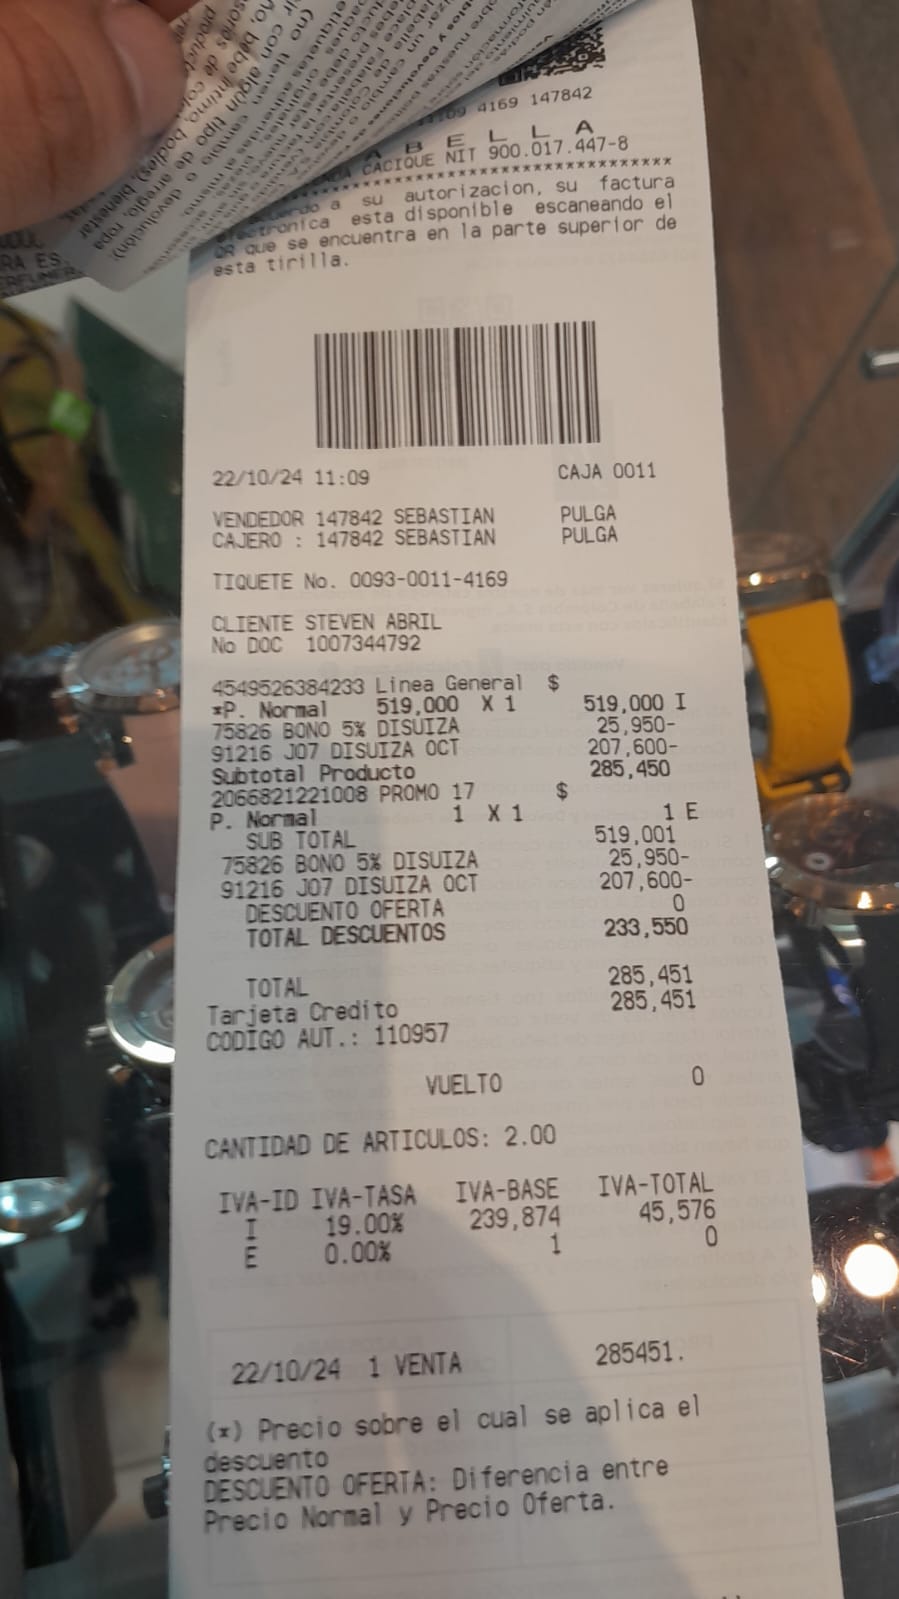 4169 147842
A B E L L A
CACIQUE NIT 900.017.447-8
****************************************
a su autorizacion, su factura
electronica esta disponible escaneando el
QR que se encuentra en la parte superior de
esta tirilla.
22/10/24 11:09 CAJA 0011
VENDEDOR 147842 SEBASTIAN PULGA
CAJERO : 147842 SEBASTIAN PULGA
TIQUETE No. 0093-0011-4169
CLIENTE STEVEN ABRIL
No DOC 1007344792
4549526384233 Linea General $
*P. Normal 519,000 X 1 519,000 I
75826 BONO 5% DISUIZA 25,950-
91216 J07 DISUIZA OCT 207,600-
Subtotal Producto 285,450
2066821221008 PROMO 17 $
P. Normal 1 X 1 1 E
SUB TOTAL 519,001
75826 BONO 5% DISUIZA 25,950-
91216 J07 DISUIZA OCT 207,600-
DESCUENTO OFERTA 0
TOTAL DESCUENTOS 233,550
TOTAL 285,451
Tarjeta Credito 285,451
CODIGO AUT.: 110957
VUELTO 0
CANTIDAD DE ARTICULOS: 2.00
IVA-ID IVA-TASA IVA-BASE IVA-TOTAL
I 19.00% 239,874 45,576
E 0.00% 1 0
22/10/24 1 VENTA 285451.
(*) Precio sobre el cual se aplica el
descuento
DESCUENTO OFERTA: Diferencia entre
Precio Normal y Precio Oferta.